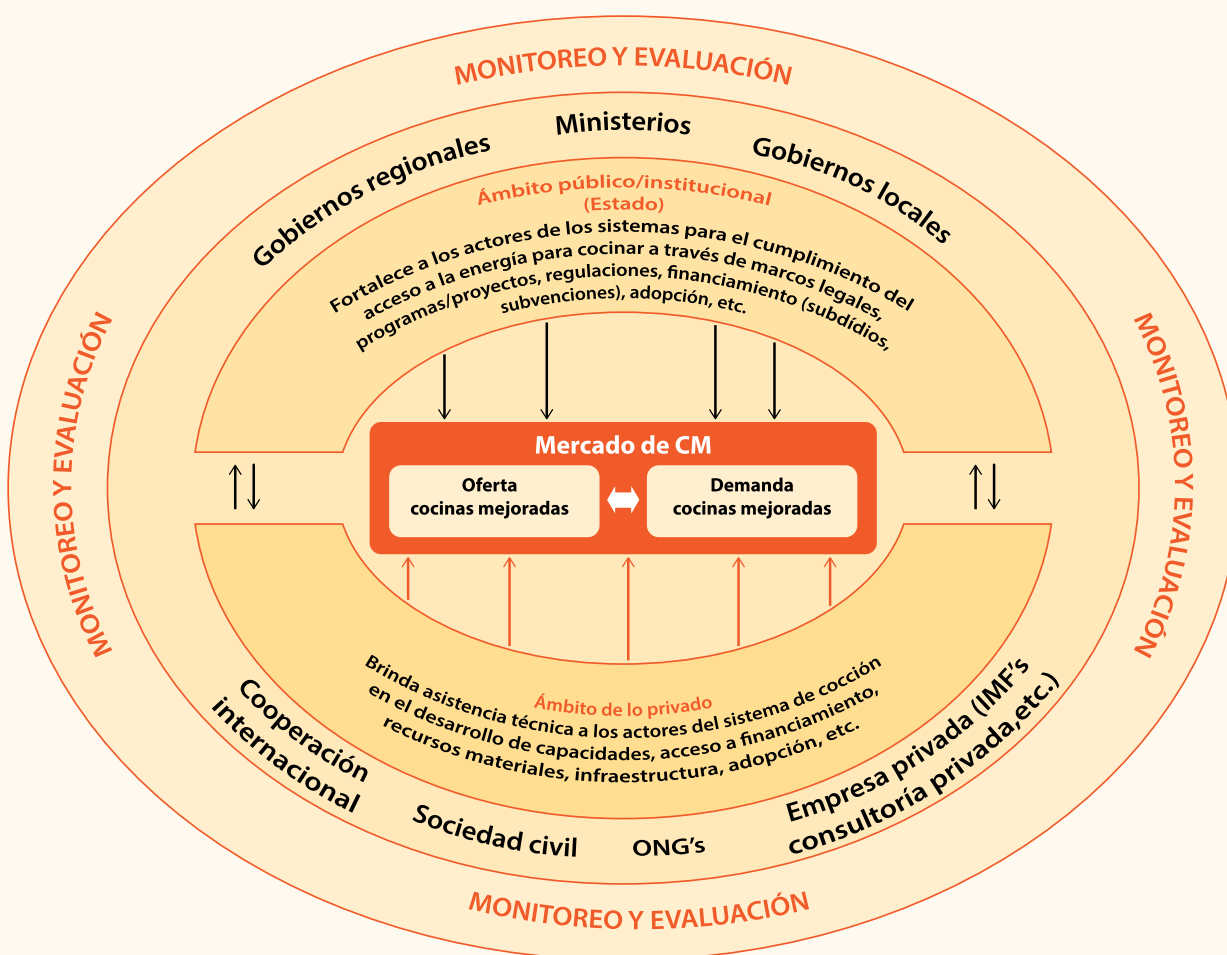 MONITOREO Y EVALUACIÓN
Gobiernos regionales
Ministerios
Gobiernos locales
Ámbito público/institucional
(Estado)
Fortalece a los actores de los sistemas para el cumplimiento del
acceso a la energía para cocinar a través de marcos legales,
programas/proyectos, regulaciones, financiamiento (subdídios,
subvenciones), adopción, etc.
MONITOREO Y EVALUACIÓN
MONITOREO Y EVALUACIÓN
Mercado de CM
Oferta
cocinas mejoradas
Demanda
cocinas mejoradas
Ámbito de lo privado
Brinda asistencia técnica a los actores del sistema de cocción
en el desarrollo de capacidades, acceso a financiamiento,
recursos materiales, infraestructura, adopción, etc.
Cooperación
internacional
Sociedad civil
ONG's
Empresa privada (IMF's
consultoría privada,etc.)
MONITOREO Y EVALUACIÓN